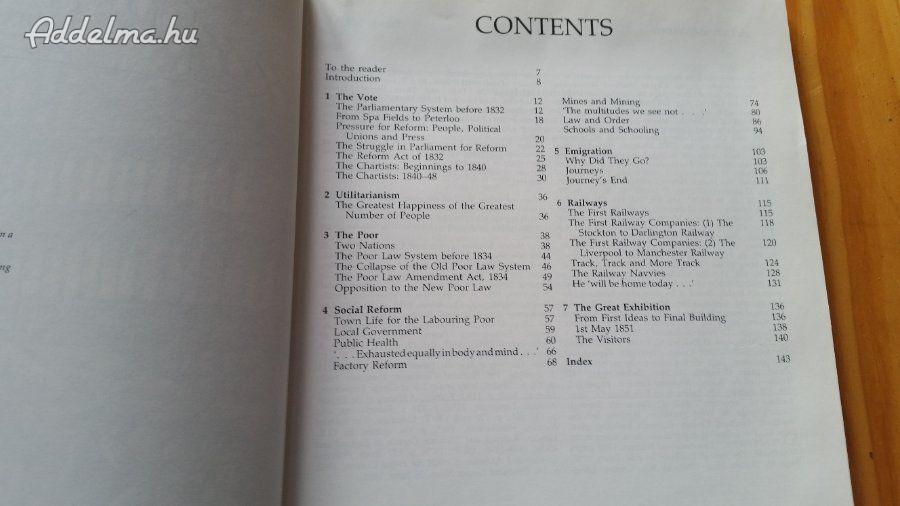 Addelma.hu
CONTENTS
To the reader 7
Introduction 8
1 The Vote 12
The Parliamentary System before 1832 12
From Spa Fields to Peterloo 18
Pressure for Reform: People, Political
Unions and Press 20
The Struggle in Parliament for Reform 22
The Reform Act of 1832 25
The Chartists: Beginnings to 1840 28
The Chartists: 1840–48 30
2 Utilitarianism 36
The Greatest Happiness of the Greatest
Number of People 36
3 The Poor 38
Two Nations 38
The Poor Law System before 1834 44
The Collapse of the Old Poor Law System 46
The Poor Law Amendment Act, 1834 49
Opposition to the New Poor Law 54
4 Social Reform 57
Town Life for the Labouring Poor 57
Local Government 59
Public Health 60
'. . . Exhausted equally in body and mind . . .' 66
Factory Reform 68
Mines and Mining 74
'The multitudes we see not . . . .' 80
Law and Order 86
Schools and Schooling 94
5 Emigration 103
Why Did They Go? 103
Journeys 106
Journey's End 111
6 Railways 115
The First Railways 115
The First Railway Companies: (1) The 118
Stockton to Darlington Railway
The First Railway Companies: (2) The 120
Liverpool to Manchester Railway
Track, Track and More Track 124
The Railway Navvies 128
He 'will be home today . . .' 131
7 The Great Exhibition 136
From First Ideas to Final Building 136
1st May 1851 138
The Visitors 140
Index 143